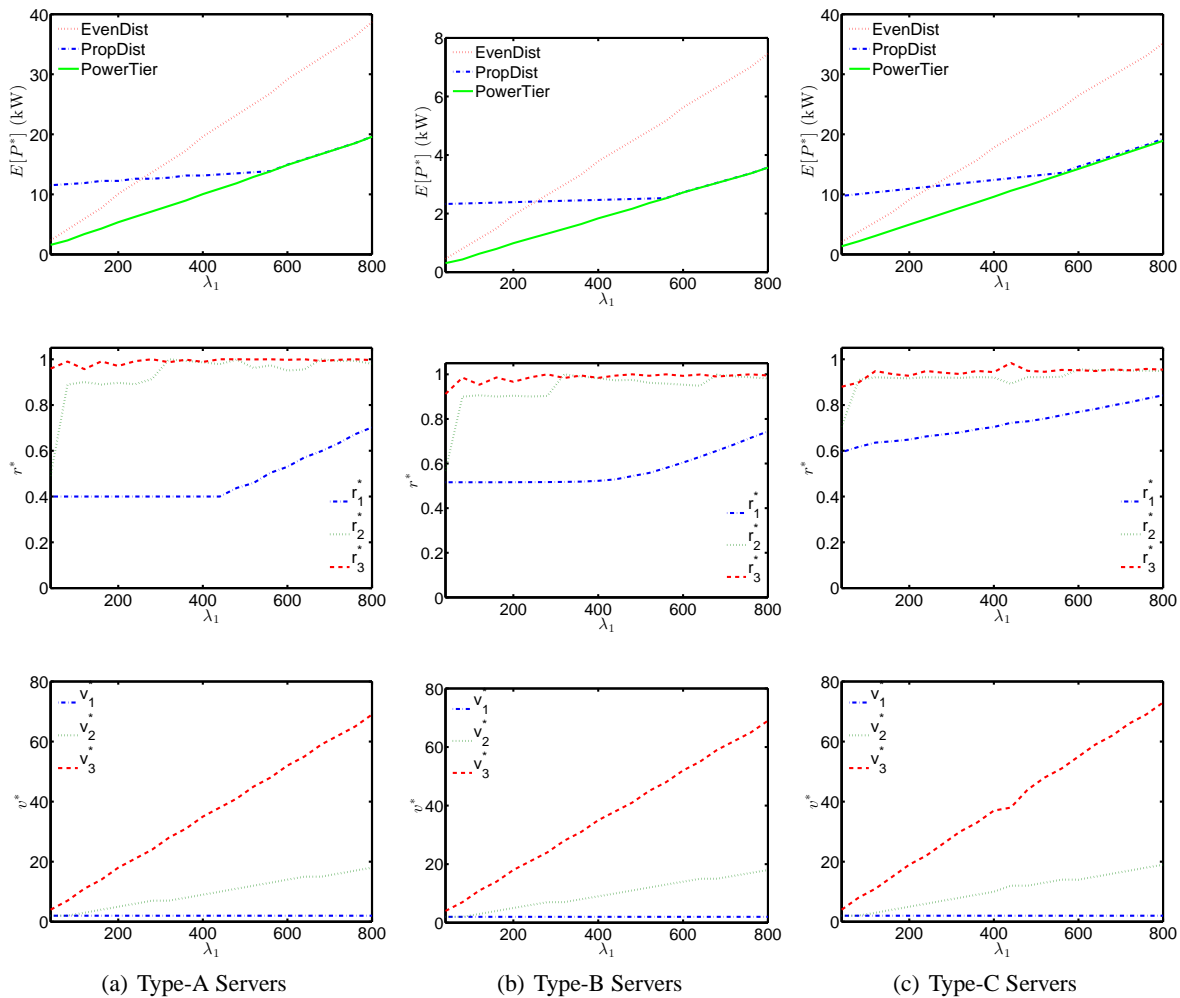 40
30
20
10
0
E[P*] (kW)
EvenDist
PropDist
PowerTier
200 400 600 800
λ₁
8
6
4
2
0
E[P*] (kW)
EvenDist
PropDist
PowerTier
200 400 600 800
λ₁
40
30
20
10
0
E[P*] (kW)
EvenDist
PropDist
PowerTier
200 400 600 800
λ₁
1
0.8
0.6
0.4
0.2
0
r*
r₁*
r₂*
r₃*
200 400 600 800
λ₁
1
0.8
0.6
0.4
0.2
0
r*
r₁*
r₂*
r₃*
200 400 600 800
λ₁
1
0.8
0.6
0.4
0.2
0
r*
r₁*
r₂*
r₃*
200 400 600 800
λ₁
80
60
40
20
0
v*
v₁*
v₂*
v₃*
200 400 600 800
λ₁
80
60
40
20
0
v*
v₁*
v₂*
v₃*
200 400 600 800
λ₁
80
60
40
20
0
v*
v₁*
v₂*
v₃*
200 400 600 800
λ₁
(a) Type-A Servers
(b) Type-B Servers
(c) Type-C Servers